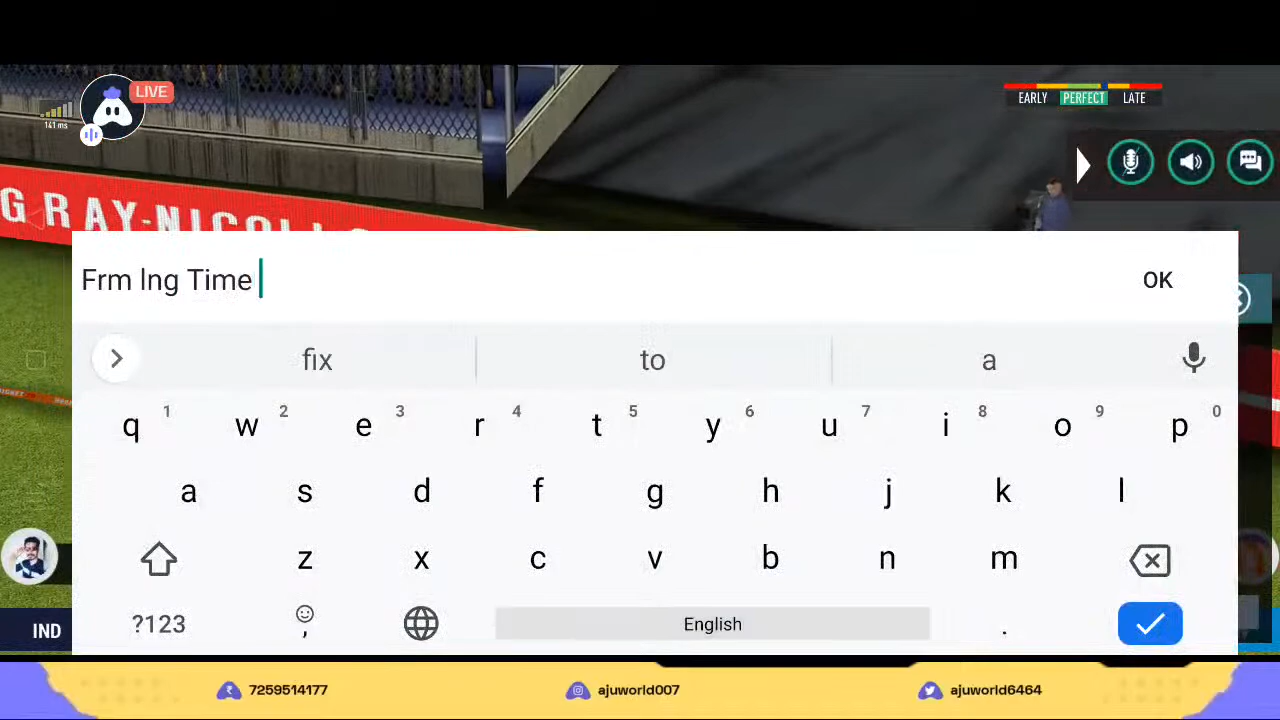 LIVE
141 ms
EARLY PERFECT LATE
GRAY-NICOLLS
Frm lng Time
OK
fix to a
q 1 w 2 e 3 r 4 t 5 y 6 u 7 i 8 o 9 p 0
a s d f g h j k l
z x c v b n m
?123 , English .
IND
7259514177 ajuworld007 ajuworld6464